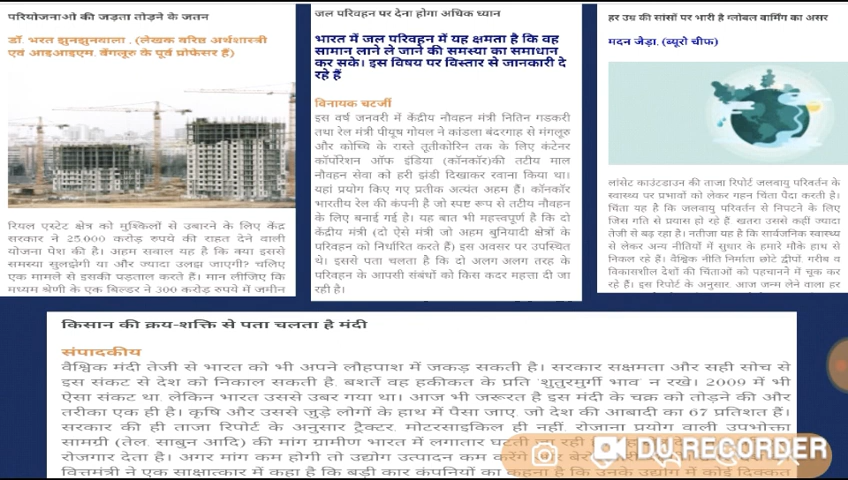 परियोजनाओं की जड़ता तोड़ने के जतन
डॉ. भरत झुनझुनवाला , (लेखक वरिष्ठ अर्थशास्त्री
एवं आइआइएम, बेंगलूरु के पूर्व प्रोफेसर हैं)
रियल एस्टेट क्षेत्र को मुश्किलों से उबारने के लिए केंद्र
सरकार ने 25,000 करोड़ रुपये की राहत देने वाली
योजना पेश की है। अहम सवाल यह है कि क्या इससे
समस्या सुलझेगी या और ज्यादा उलझ जाएगी? चलिए
एक मामले से इसकी पड़ताल करते हैं। मान लीजिए कि
मध्यम श्रेणी के एक बिल्डर ने 300 करोड़ रुपये में जमीन
जल परिवहन पर देना होगा अधिक ध्यान
भारत में जल परिवहन में यह क्षमता है कि वह
सामान लाने ले जाने की समस्या का समाधान
कर सके। इस विषय पर विस्तार से जानकारी दे
रहे हैं
विनायक चटर्जी
इस वर्ष जनवरी में केंद्रीय नौवहन मंत्री नितिन गडकरी
तथा रेल मंत्री पीयूष गोयल ने कांडला बंदरगाह से मंगलूरु
और कोच्चि के रास्ते तूतीकोरिन तक के लिए कंटेनर
कॉर्पोरेशन ऑफ इंडिया (कॉनकॉर)की तटीय माल
नौवहन सेवा को हरी झंडी दिखाकर रवाना किया था।
यहां प्रयोग किए गए प्रतीक अत्यंत अहम हैं। कॉनकॉर
भारतीय रेल की कंपनी है जो स्पष्ट रूप से तटीय नौवहन
के लिए बनाई गई है। यह बात भी महत्त्वपूर्ण है कि दो
केंद्रीय मंत्री (दो ऐसे मंत्री जो अहम बुनियादी क्षेत्रों के
परिवहन को निर्धारित करते हैं) इस अवसर पर उपस्थित
थे। इससे पता चलता है कि दो अलग अलग तरह के
परिवहन के आपसी संबंधों को किस कदर महत्ता दी जा
रही है।
हर उम्र की सांसों पर भारी है ग्लोबल वार्मिंग का असर
मदन जैड़ा, (ब्यूरो चीफ)
लांसेट काउंटडाउन की ताजा रिपोर्ट जलवायु परिवर्तन के
स्वास्थ्य पर प्रभावों को लेकर गहन चिंता पैदा करती है।
चिंता यह है कि जलवायु परिवर्तन से निपटने के लिए
जिस गति से प्रयास हो रहे हैं, खतरा उससे कहीं ज्यादा
तेजी से बढ़ रहा है। नतीजा यह है कि सार्वजनिक स्वास्थ्य
से लेकर अन्य नीतियों में सुधार के हमारे मौके हाथ से
निकल रहे हैं। वैश्विक नीति निर्माता छोटे द्वीपों, गरीब व
विकासशील देशों की चिंताओं को पहचानने में चूक कर
रहे हैं। इस रिपोर्ट के अनुसार, आज जन्म लेने वाला हर
किसान की क्रय-शक्ति से पता चलता है मंदी
संपादकीय
वैश्विक मंदी तेजी से भारत को भी अपने लौहपाश में जकड़ सकती है। सरकार सक्षमता और सही सोच से
इस संकट से देश को निकाल सकती है, बशर्ते वह हकीकत के प्रति 'शुतुरमुर्गी भाव' न रखे। 2009 में भी
ऐसा संकट था, लेकिन भारत उससे उबर गया था। आज भी जरूरत है इस मंदी के चक्र को तोड़ने की और
तरीका एक ही है। कृषि और उससे जुड़े लोगों के हाथ में पैसा जाए, जो देश की आबादी का 67 प्रतिशत हैं।
सरकार की ही ताजा रिपोर्ट के अनुसार ट्रैक्टर, मोटरसाइकिल ही नहीं, रोजाना प्रयोग वाली उपभोक्ता
सामग्री (तेल, साबुन आदि) की मांग ग्रामीण भारत में लगातार घटती जा रही
रोजगार देता है। अगर मांग कम होगी तो उद्योग उत्पादन कम करेंगे और
वित्तमंत्री ने एक साक्षात्कार में कहा है कि बड़ी कार कंपनियों का कहना है कि उनके उद्योग में कोई दिक्कत
DU RECORDER